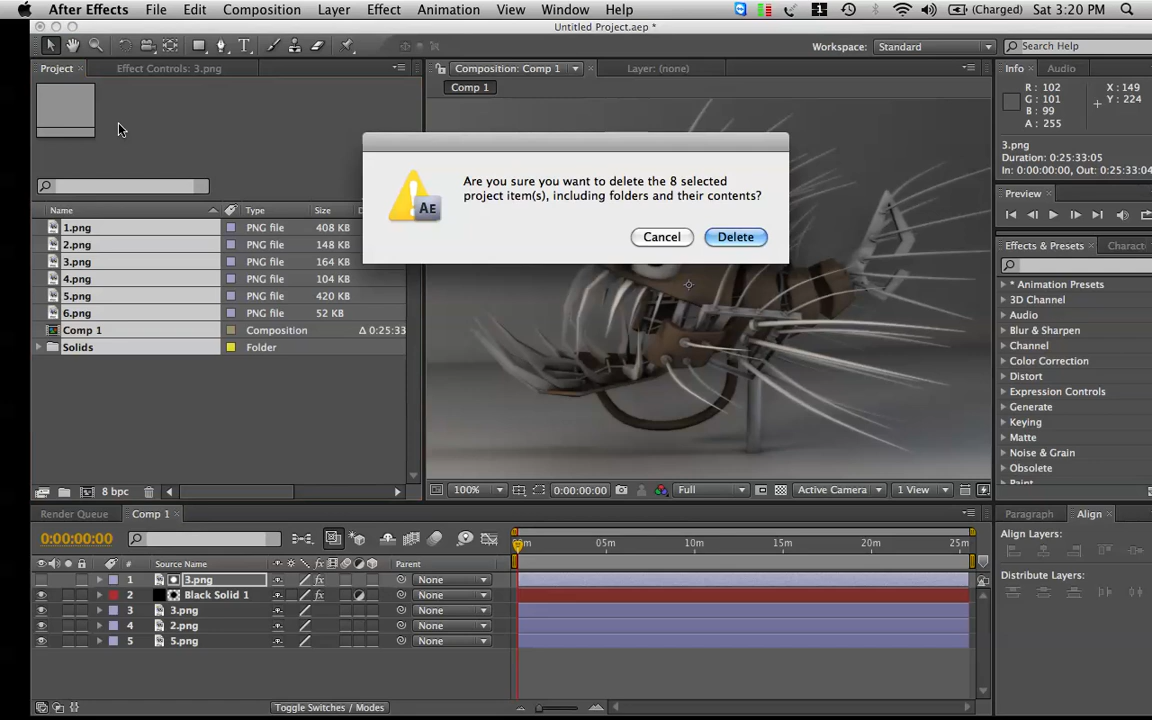 After Effects File Edit Composition Layer Effect Animation View Window Help 1 (Charged) Sat 3:20 PM
Untitled Project.aep *
Workspace: Standard Search Help
Project Effect Controls: 3.png Composition: Comp 1 Layer: (none) Info Audio
Comp 1
R : 102 X : 149
G : 101 Y : 224
B : 99
A : 255
3.png
Duration: 0:25:33:05
In: 0:00:00:00, Out: 0:25:33:04
Are you sure you want to delete the 8 selected
project item(s), including folders and their contents?
AE
Cancel Delete
Preview
Name Type Size
1.png PNG file 408 KB
2.png PNG file 148 KB
3.png PNG file 164 KB
4.png PNG file 279 KB
5.png PNG file 420 KB
6.png PNG file 52 KB
Comp 1 Composition Δ 0:25:33
Solids Folder
Effects & Presets Charact
* Animation Presets
3D Channel
Audio
Blur & Sharpen
Channel
Color Correction
Distort
Expression Controls
Generate
Keying
Matte
Noise & Grain
Obsolete
Paint
8 bpc 100% 0:00:00:00 Full Active Camera 1 View
Render Queue Comp 1 Paragraph Align
0:00:00:00 05m 10m 15m 20m 25m
Align Layers:
# Source Name Parent
1 3.png None
Distribute Layers:
2 Black Solid 1 None
3 3.png None
4 2.png None
5 5.png None
Toggle Switches / Modes